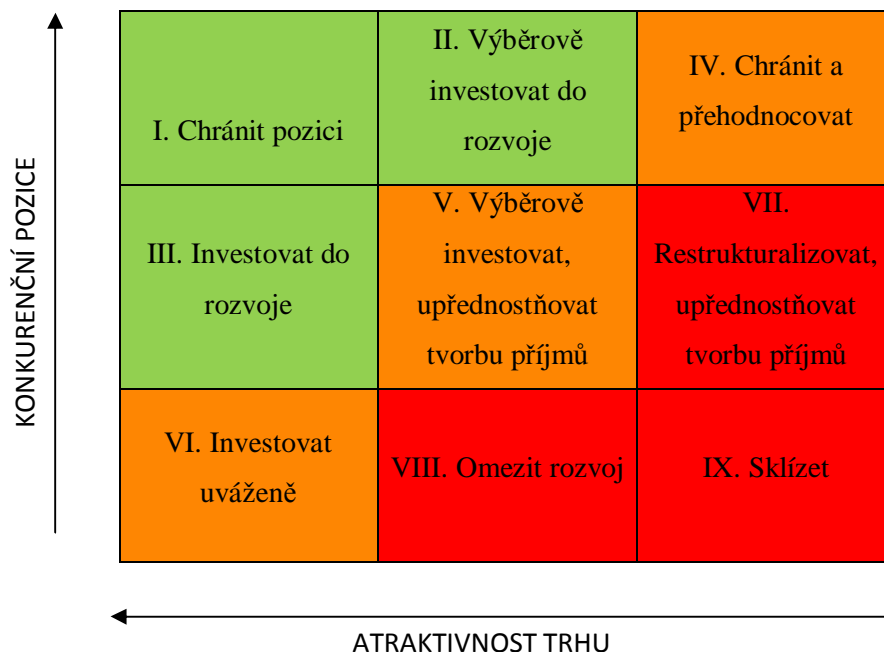 KONKURENČNÍ POZICE
I. Chránit pozici
II. Výběrově
investovat do
rozvoje
IV. Chránit a
přehodnocovat
III. Investovat do
rozvoje
V. Výběrově
investovat,
upřednostňovat
tvorbu příjmů
VII.
Restrukturalizovat,
upřednostňovat
tvorbu příjmů
VI. Investovat
uváženě
VIII. Omezit rozvoj
IX. Sklízet
ATRAKTIVNOST TRHU